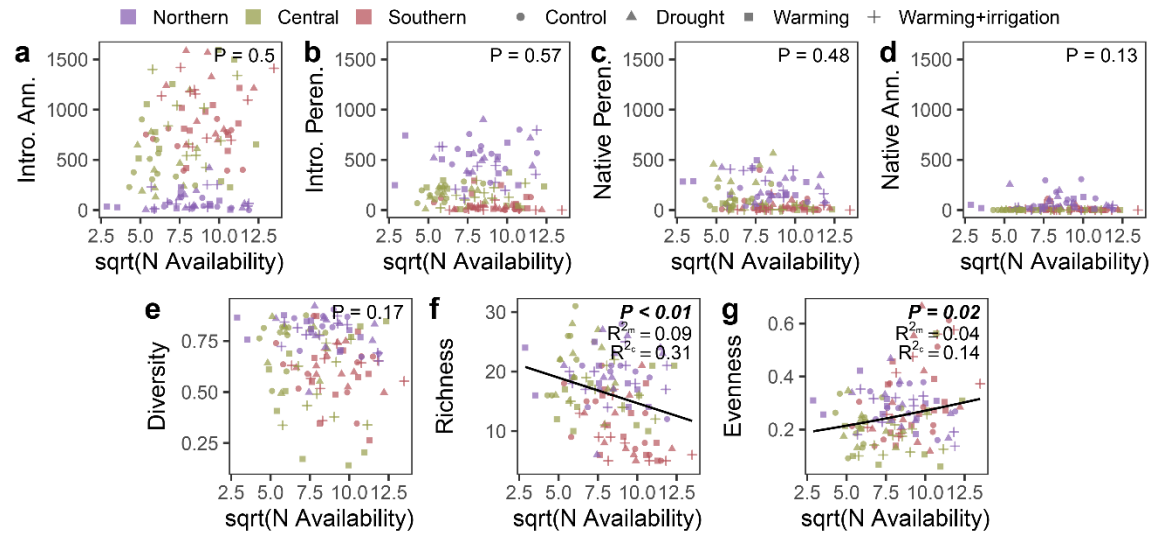 Northern Central Southern Control Drought Warming Warming+irrigation
a b c d
P = 0.5 P = 0.57 P = 0.48 P = 0.13
Intro. Ann. Intro. Peren. Native Peren. Native Ann.
1500 1500 1500 1500
1000 1000 1000 1000
500 500 500 500
0 0 0 0
2.5 5.0 7.5 10.0 12.5 2.5 5.0 7.5 10.0 12.5 2.5 5.0 7.5 10.0 12.5 2.5 5.0 7.5 10.0 12.5
sqrt(N Availability) sqrt(N Availability) sqrt(N Availability) sqrt(N Availability)
e f g
P = 0.17 P < 0.01 P = 0.02
R²ᵐ = 0.09 R²ᵐ = 0.04
R²ᶜ = 0.31 R²ᶜ = 0.14
Diversity Richness Evenness
0.75 30 0.6
0.50 20 0.4
0.25 10 0.2
2.5 5.0 7.5 10.0 12.5 2.5 5.0 7.5 10.0 12.5 2.5 5.0 7.5 10.0 12.5
sqrt(N Availability) sqrt(N Availability) sqrt(N Availability)